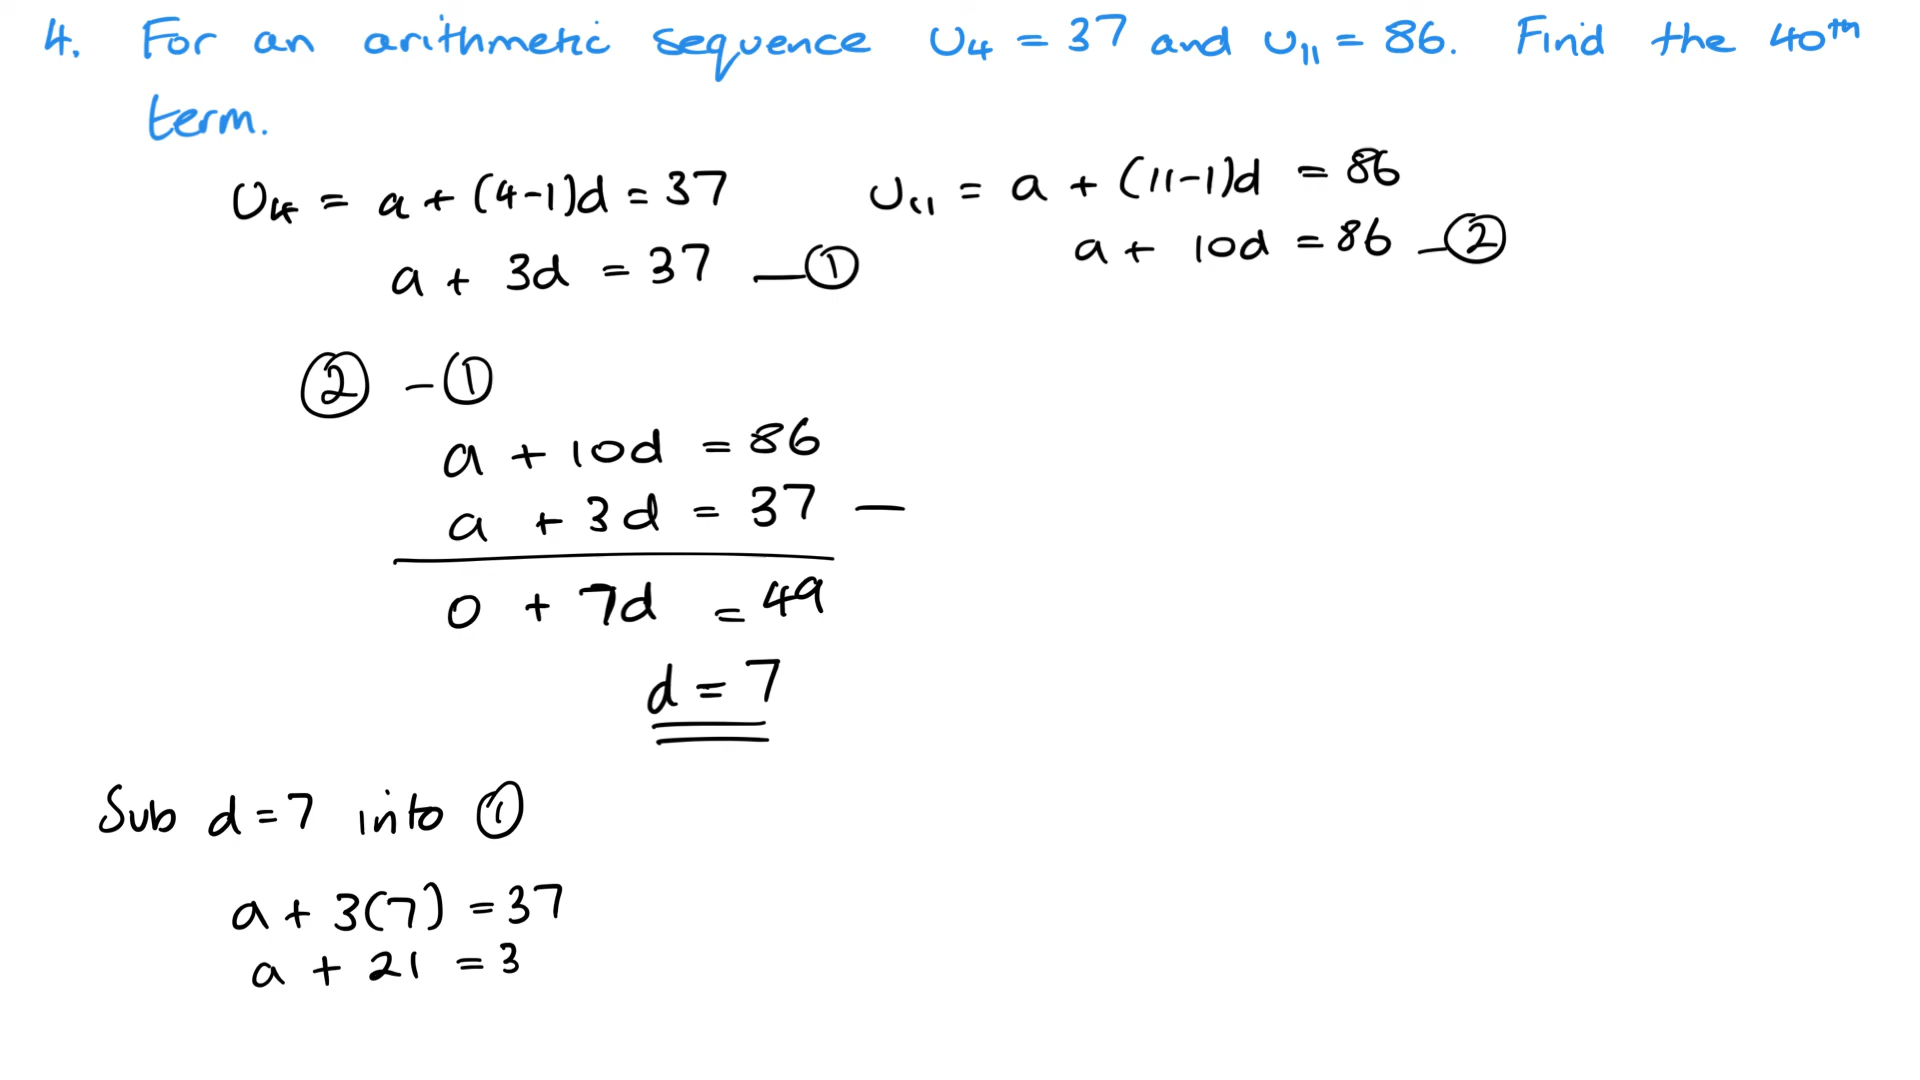 4. For an arithmetic sequence U₄ = 37 and U₁₁ = 86. Find the 40th
term.
U₄ = a + (4-1)d = 37
a + 3d = 37 —①
U₁₁ = a + (11-1)d = 86
a + 10d = 86 —②
② - ①
a + 10d = 86
a + 3d = 37 —
0 + 7d = 49
d = 7
Sub d = 7 into ①
a + 3(7) = 37
a + 21 = 3